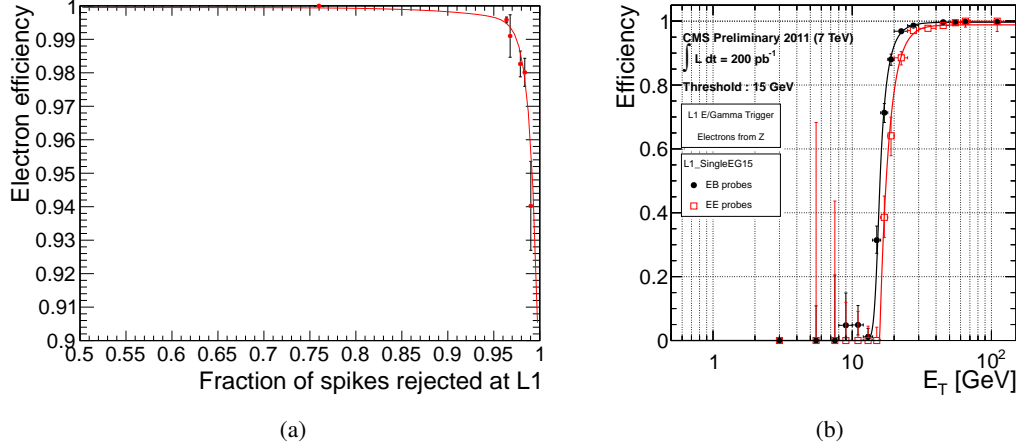 1
0.99
0.98
0.97
0.96
0.95
0.94
0.93
0.92
0.91
0.9
Electron efficiency
0.5 0.55 0.6 0.65 0.7 0.75 0.8 0.85 0.9 0.95 1
Fraction of spikes rejected at L1
(a)
1
0.8
0.6
0.4
0.2
0
Efficiency
CMS Preliminary 2011 (7 TeV)
∫ L dt = 200 pb⁻¹
Threshold : 15 GeV
L1 E/Gamma Trigger
Electrons from Z
L1_SingleEG15
EB probes
EE probes
1 10 10²
E_T [GeV]
(b)